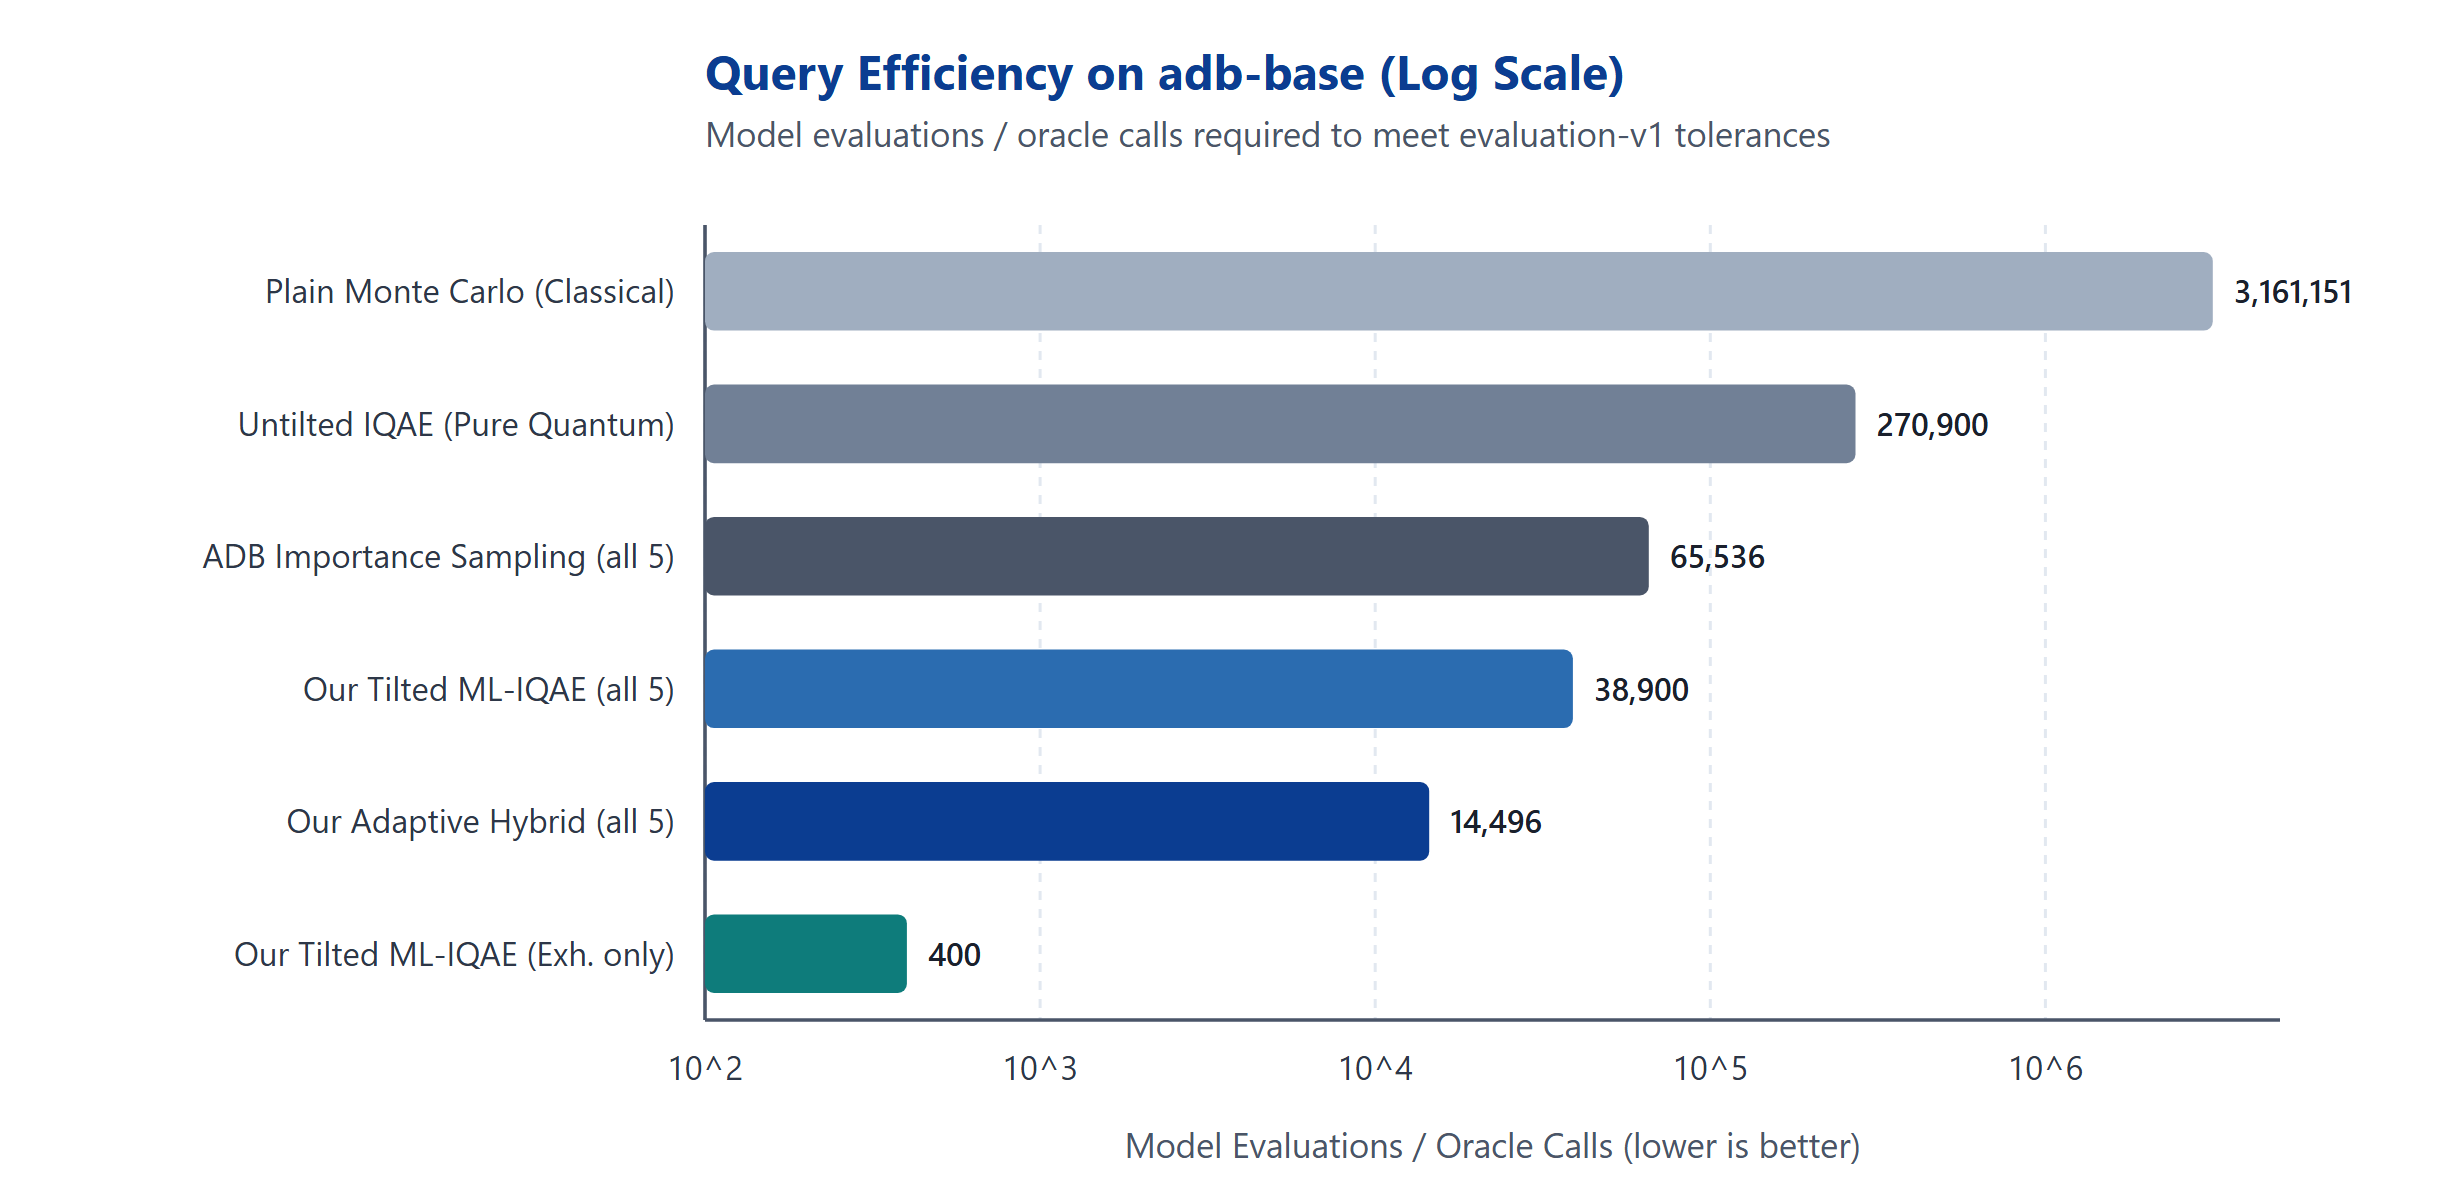 Query Efficiency on adb-base (Log Scale)
Model evaluations / oracle calls required to meet evaluation-v1 tolerances
Plain Monte Carlo (Classical)
3,161,151
Untilted IQAE (Pure Quantum)
270,900
ADB Importance Sampling (all 5)
65,536
Our Tilted ML-IQAE (all 5)
38,900
Our Adaptive Hybrid (all 5)
14,496
Our Tilted ML-IQAE (Exh. only)
400
10^2 10^3 10^4 10^5 10^6
Model Evaluations / Oracle Calls (lower is better)